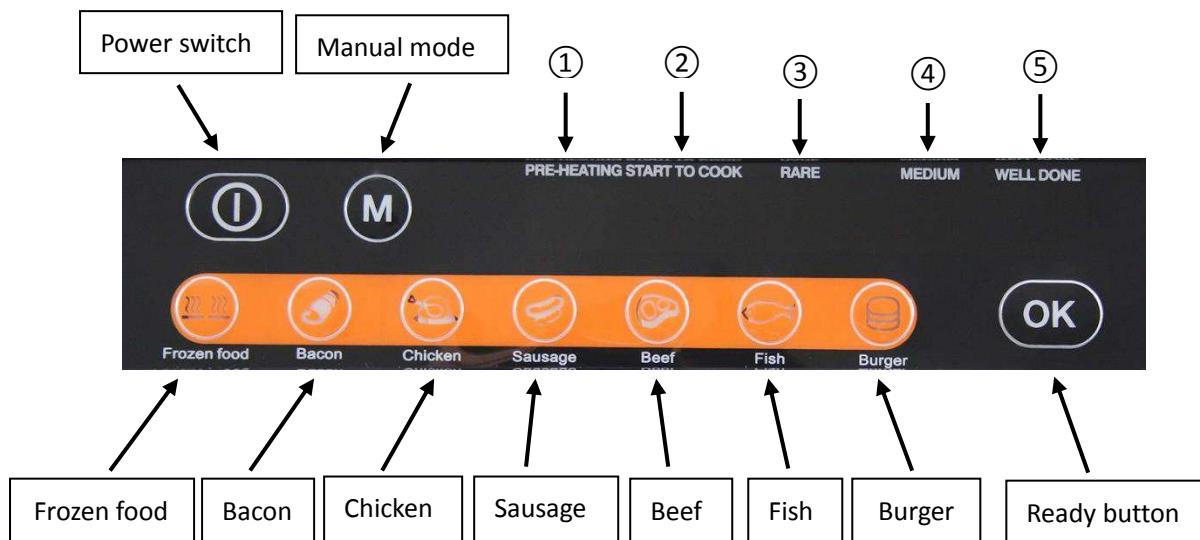 Power switch
Manual mode
① ② ③ ④ ⑤
PRE-HEATING START TO COOK RARE MEDIUM WELL DONE
M
Frozen food Bacon Chicken Sausage Beef Fish Burger
OK
Frozen food Bacon Chicken Sausage Beef Fish Burger Ready button